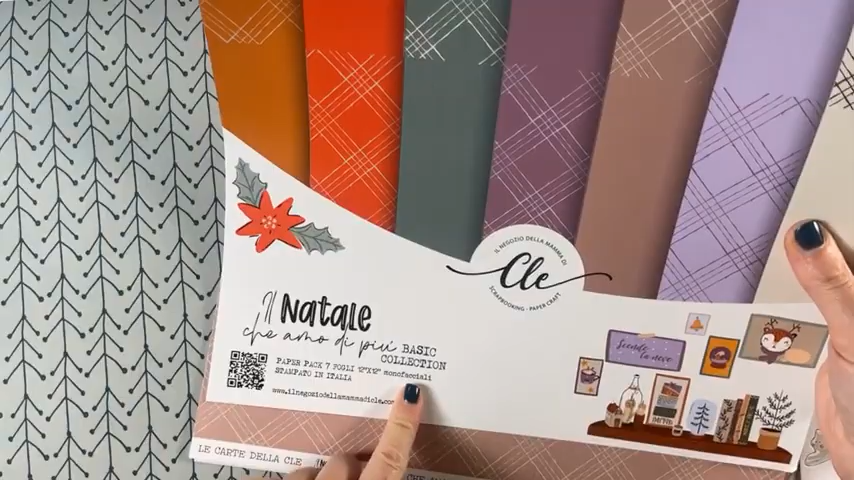 IL NEGOZIO DELLA MAMMA DI
Cle
SCRAPBOOKING · PAPER CRAFT
il Natale
che amo di piu' BASIC
COLLECTION
PAPER PACK 7 FOGLI 12"X12" monofacciali
STAMPATO IN ITALIA
www.ilnegoziodellamammadicle.com
Scende
la neve
LE CARTE DELLA CLE